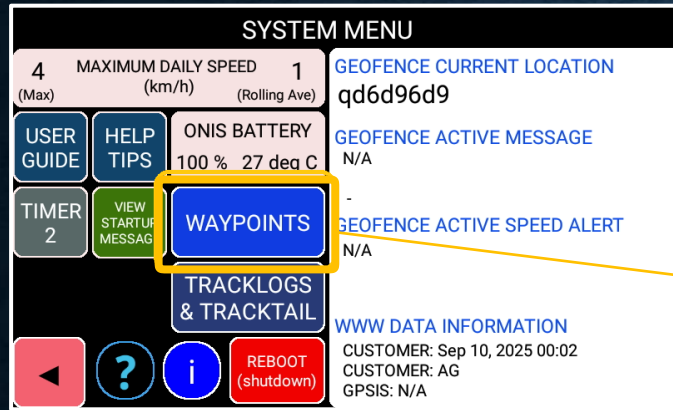 SYSTEM MENU
4 MAXIMUM DAILY SPEED 1
(Max) (km/h) (Rolling Ave)
USER
GUIDE
HELP
TIPS
ONIS BATTERY
100 % 27 deg C
TIMER
2
VIEW
STARTUP
MESSAGE
WAYPOINTS
TRACKLOGS
& TRACKTAIL
◄
?
i
REBOOT
(shutdown)
GEOFENCE CURRENT LOCATION
qd6d96d9
GEOFENCE ACTIVE MESSAGE
N/A
-
GEOFENCE ACTIVE SPEED ALERT
N/A
WWW DATA INFORMATION
CUSTOMER: Sep 10, 2025 00:02
CUSTOMER: AG
GPSIS: N/A